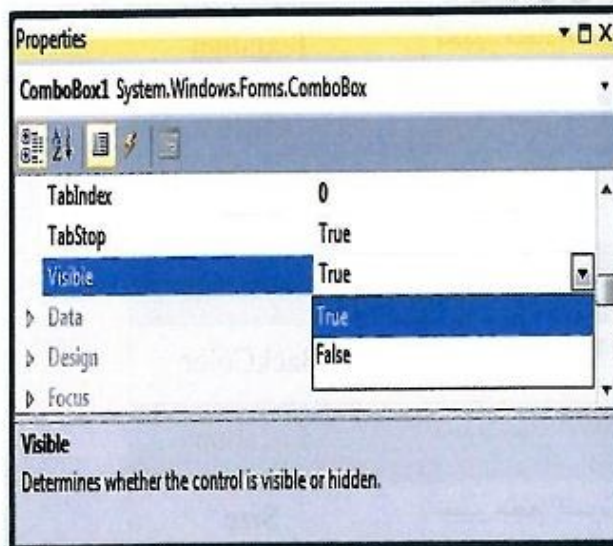 Properties
ComboBox1 System.Windows.Forms.ComboBox
TabIndex 0
TabStop True
Visible True
Data True
Design False
Focus
Visible
Determines whether the control is visible or hidden.